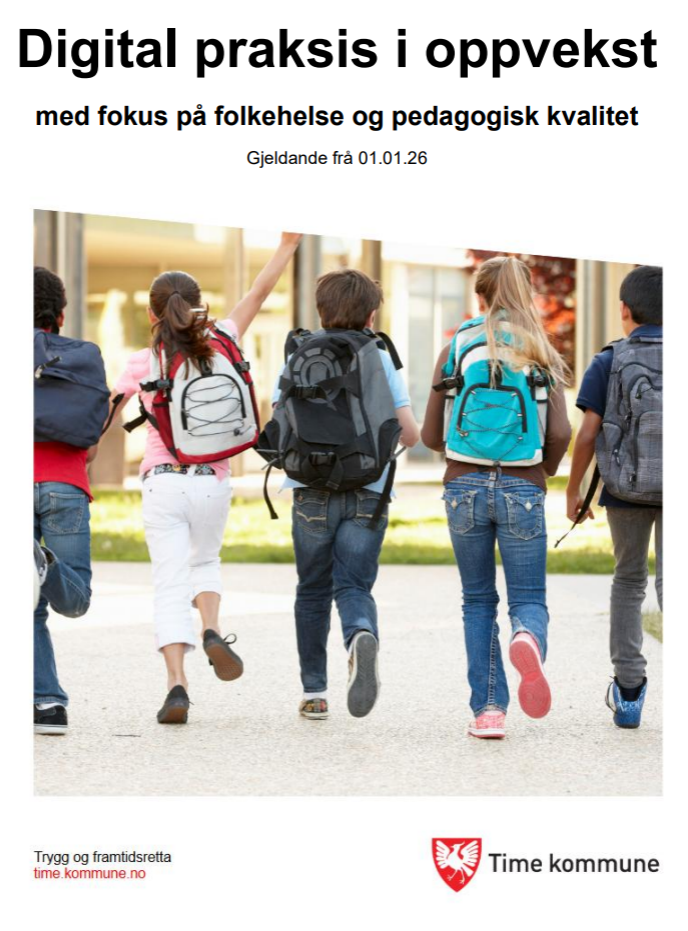 Digital praksis i oppvekst
med fokus på folkehelse og pedagogisk kvalitet
Gjeldande frå 01.01.26
Trygg og framtidsretta
time.kommune.no
Time kommune